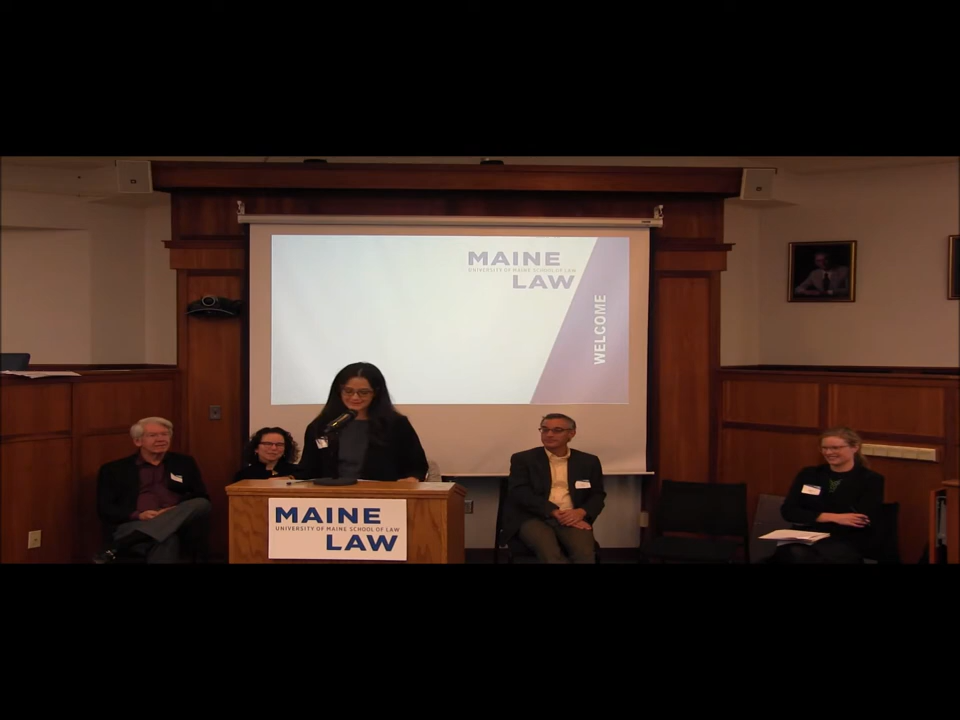 MAINE
UNIVERSITY OF MAINE SCHOOL OF LAW
LAW
WELCOME
MAINE
UNIVERSITY OF MAINE SCHOOL OF LAW
LAW